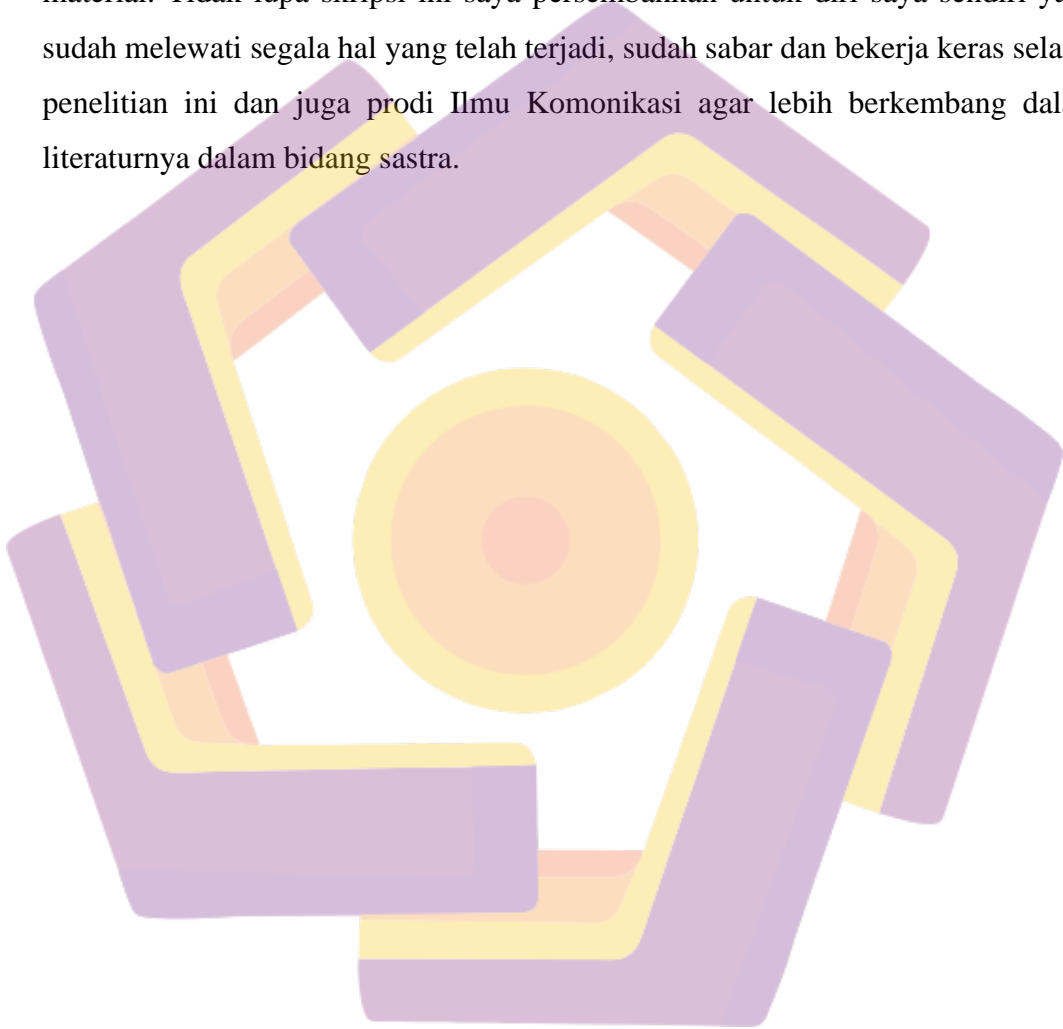 material. Tidak lupa skripsi ini saya persembahkan untuk diri saya sendiri
sudah melewati segala hal yang telah terjadi, sudah sabar dan bekerja keras
penelitian ini dan juga prodi Ilmu Komonikasi agar lebih berkembang
literaturnya dalam bidang sastra.